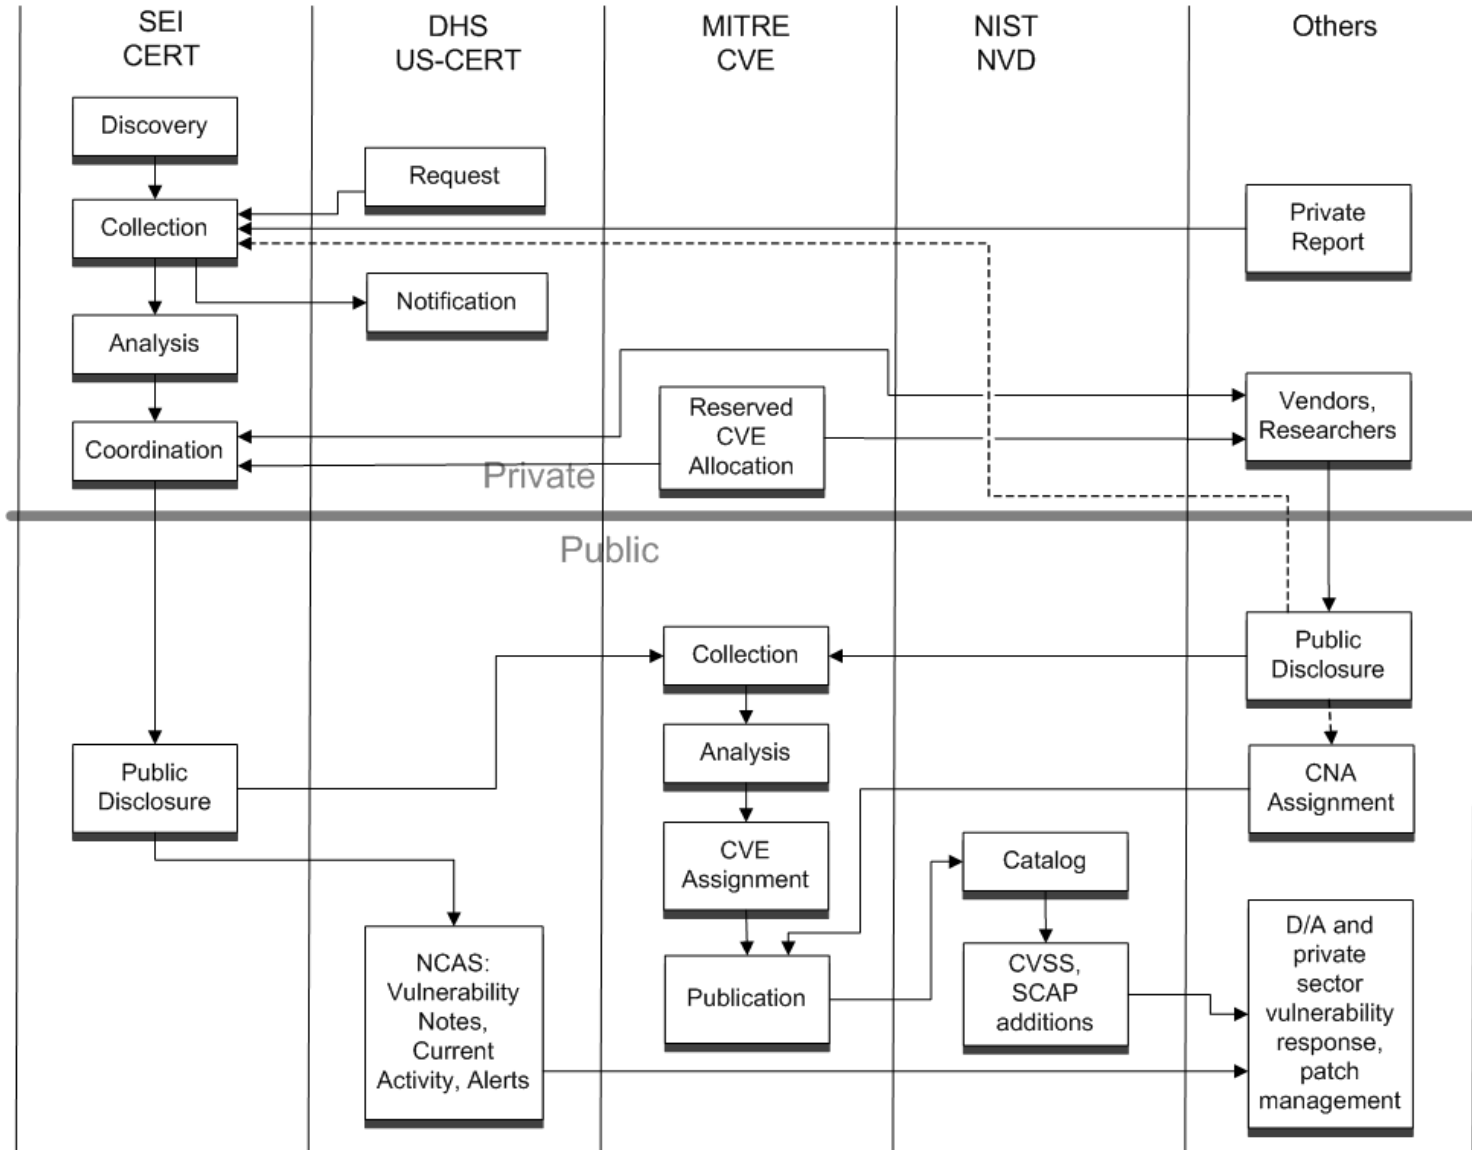 SEI
CERT
DHS
US-CERT
MITRE
CVE
NIST
NVD
Others
Discovery
Request
Collection
Private
Report
Notification
Analysis
Reserved
CVE
Allocation
Vendors,
Researchers
Coordination
Private
Public
Collection
Public
Disclosure
Analysis
Public
Disclosure
CNA
Assignment
CVE
Assignment
Catalog
NCAS:
Vulnerability
Notes,
Current
Activity, Alerts
Publication
CVSS,
SCAP
additions
D/A and
private
sector
vulnerability
response,
patch
management